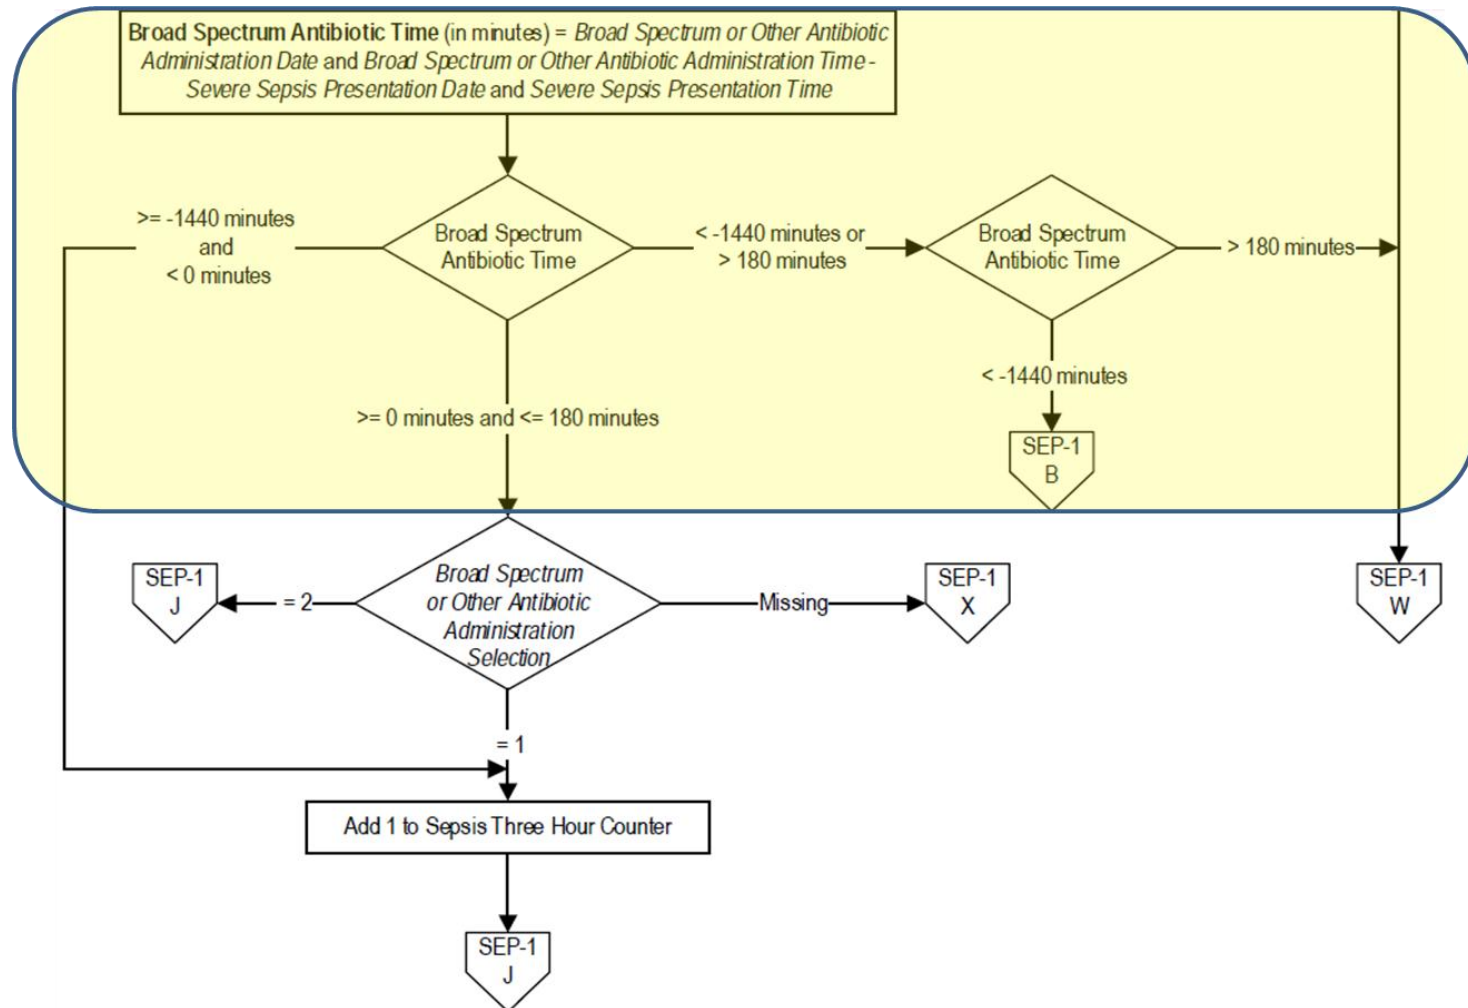 Broad Spectrum Antibiotic Time (in minutes) = Broad Spectrum or Other Antibiotic
Administration Date and Broad Spectrum or Other Antibiotic Administration Time -
Severe Sepsis Presentation Date and Severe Sepsis Presentation Time
>= -1440 minutes
and
< 0 minutes
Broad Spectrum
Antibiotic Time
< -1440 minutes or
> 180 minutes
Broad Spectrum
Antibiotic Time
> 180 minutes
< -1440 minutes
>= 0 minutes and <= 180 minutes
SEP-1
B
SEP-1
J
= 2
Broad Spectrum
or Other Antibiotic
Administration
Selection
Missing
SEP-1
X
SEP-1
W
= 1
Add 1 to Sepsis Three Hour Counter
SEP-1
J